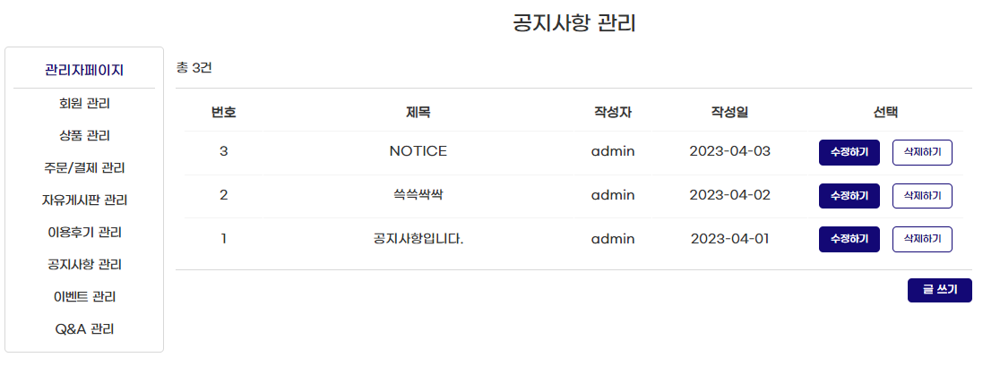 공지사항 관리
관리자페이지
회원 관리
상품 관리
주문/결제 관리
자유게시판 관리
이용후기 관리
공지사항 관리
이벤트 관리
Q&A 관리
총 3건
번호 제목 작성자 작성일 선택
3 NOTICE admin 2023-04-03 수정하기 삭제하기
2 쓱쓱싹싹 admin 2023-04-02 수정하기 삭제하기
1 공지사항입니다. admin 2023-04-01 수정하기 삭제하기
글 쓰기